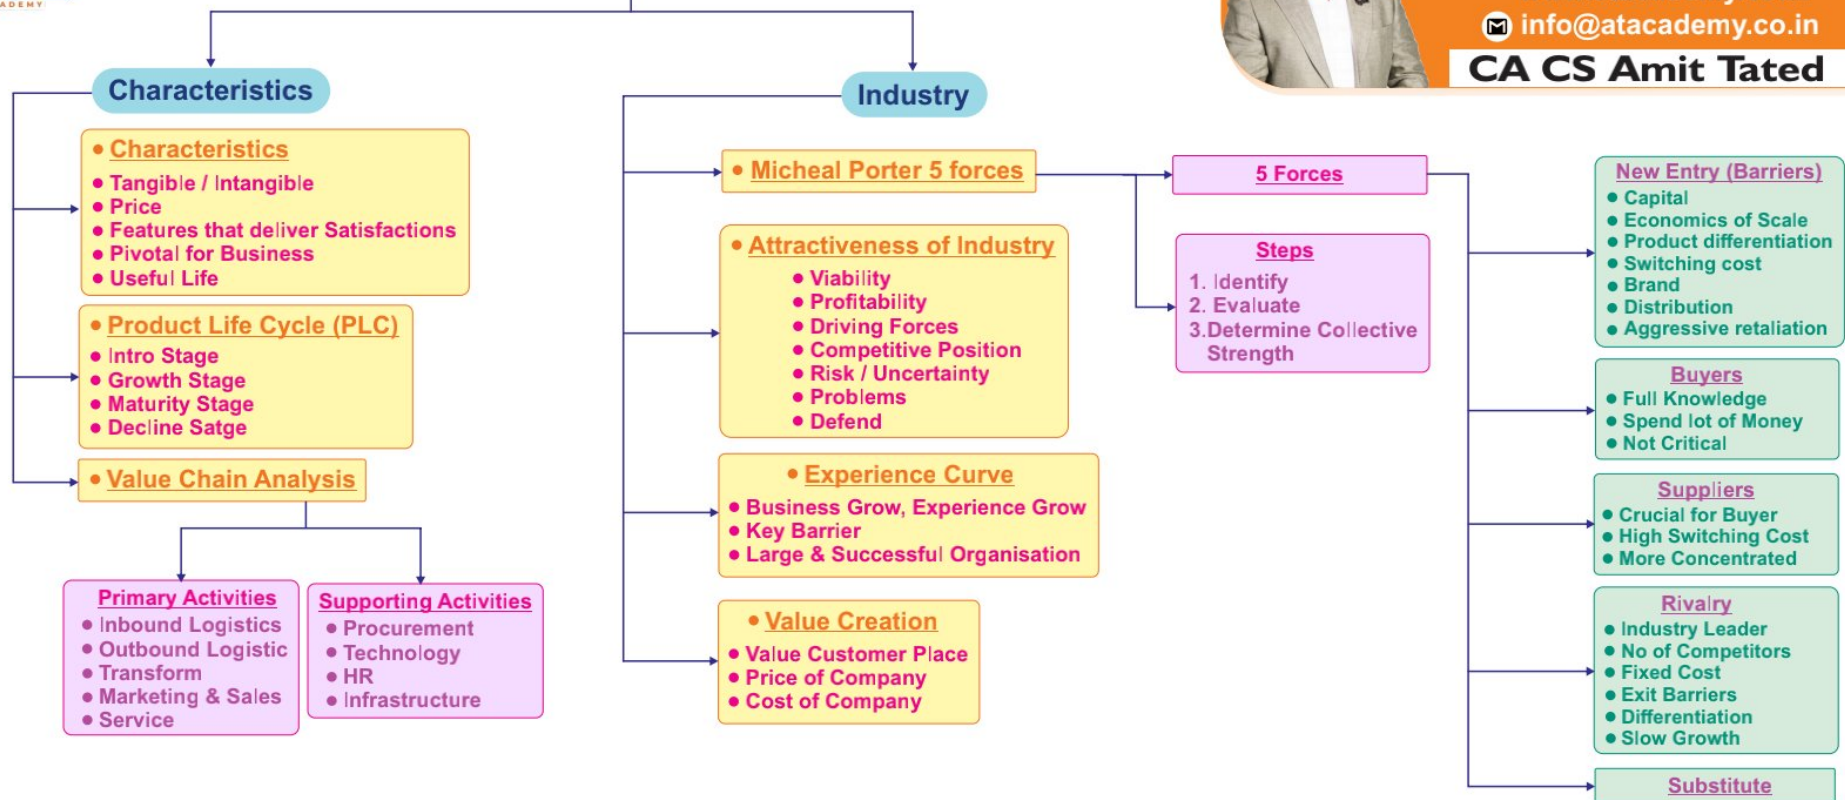 ADEMY
info@atacademy.co.in
CA CS Amit Tated
Characteristics
• Characteristics
• Tangible / Intangible
• Price
• Features that deliver Satisfactions
• Pivotal for Business
• Useful Life
• Product Life Cycle (PLC)
• Intro Stage
• Growth Stage
• Maturity Stage
• Decline Satge
• Value Chain Analysis
Primary Activities
• Inbound Logistics
• Outbound Logistic
• Transform
• Marketing & Sales
• Service
Supporting Activities
• Procurement
• Technology
• HR
• Infrastructure
Industry
• Micheal Porter 5 forces
• Attractiveness of Industry
• Viability
• Profitability
• Driving Forces
• Competitive Position
• Risk / Uncertainty
• Problems
• Defend
• Experience Curve
• Business Grow, Experience Grow
• Key Barrier
• Large & Successful Organisation
• Value Creation
• Value Customer Place
• Price of Company
• Cost of Company
5 Forces
Steps
1. Identify
2. Evaluate
3.Determine Collective
Strength
New Entry (Barriers)
• Capital
• Economics of Scale
• Product differentiation
• Switching cost
• Brand
• Distribution
• Aggressive retaliation
Buyers
• Full Knowledge
• Spend lot of Money
• Not Critical
Suppliers
• Crucial for Buyer
• High Switching Cost
• More Concentrated
Rivalry
• Industry Leader
• No of Competitors
• Fixed Cost
• Exit Barriers
• Differentiation
• Slow Growth
Substitute